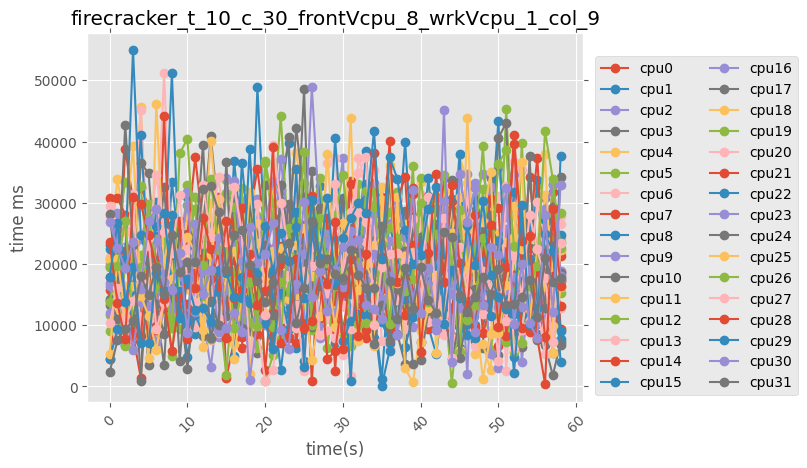 firecracker_t_10_c_30_frontVcpu_8_wrkVcpu_1_col_9
time ms
50000
40000
30000
20000
10000
0
0
10
20
30
40
50
60
time(s)
cpu0
cpu1
cpu2
cpu3
cpu4
cpu5
cpu6
cpu7
cpu8
cpu9
cpu10
cpu11
cpu12
cpu13
cpu14
cpu15
cpu16
cpu17
cpu18
cpu19
cpu20
cpu21
cpu22
cpu23
cpu24
cpu25
cpu26
cpu27
cpu28
cpu29
cpu30
cpu31